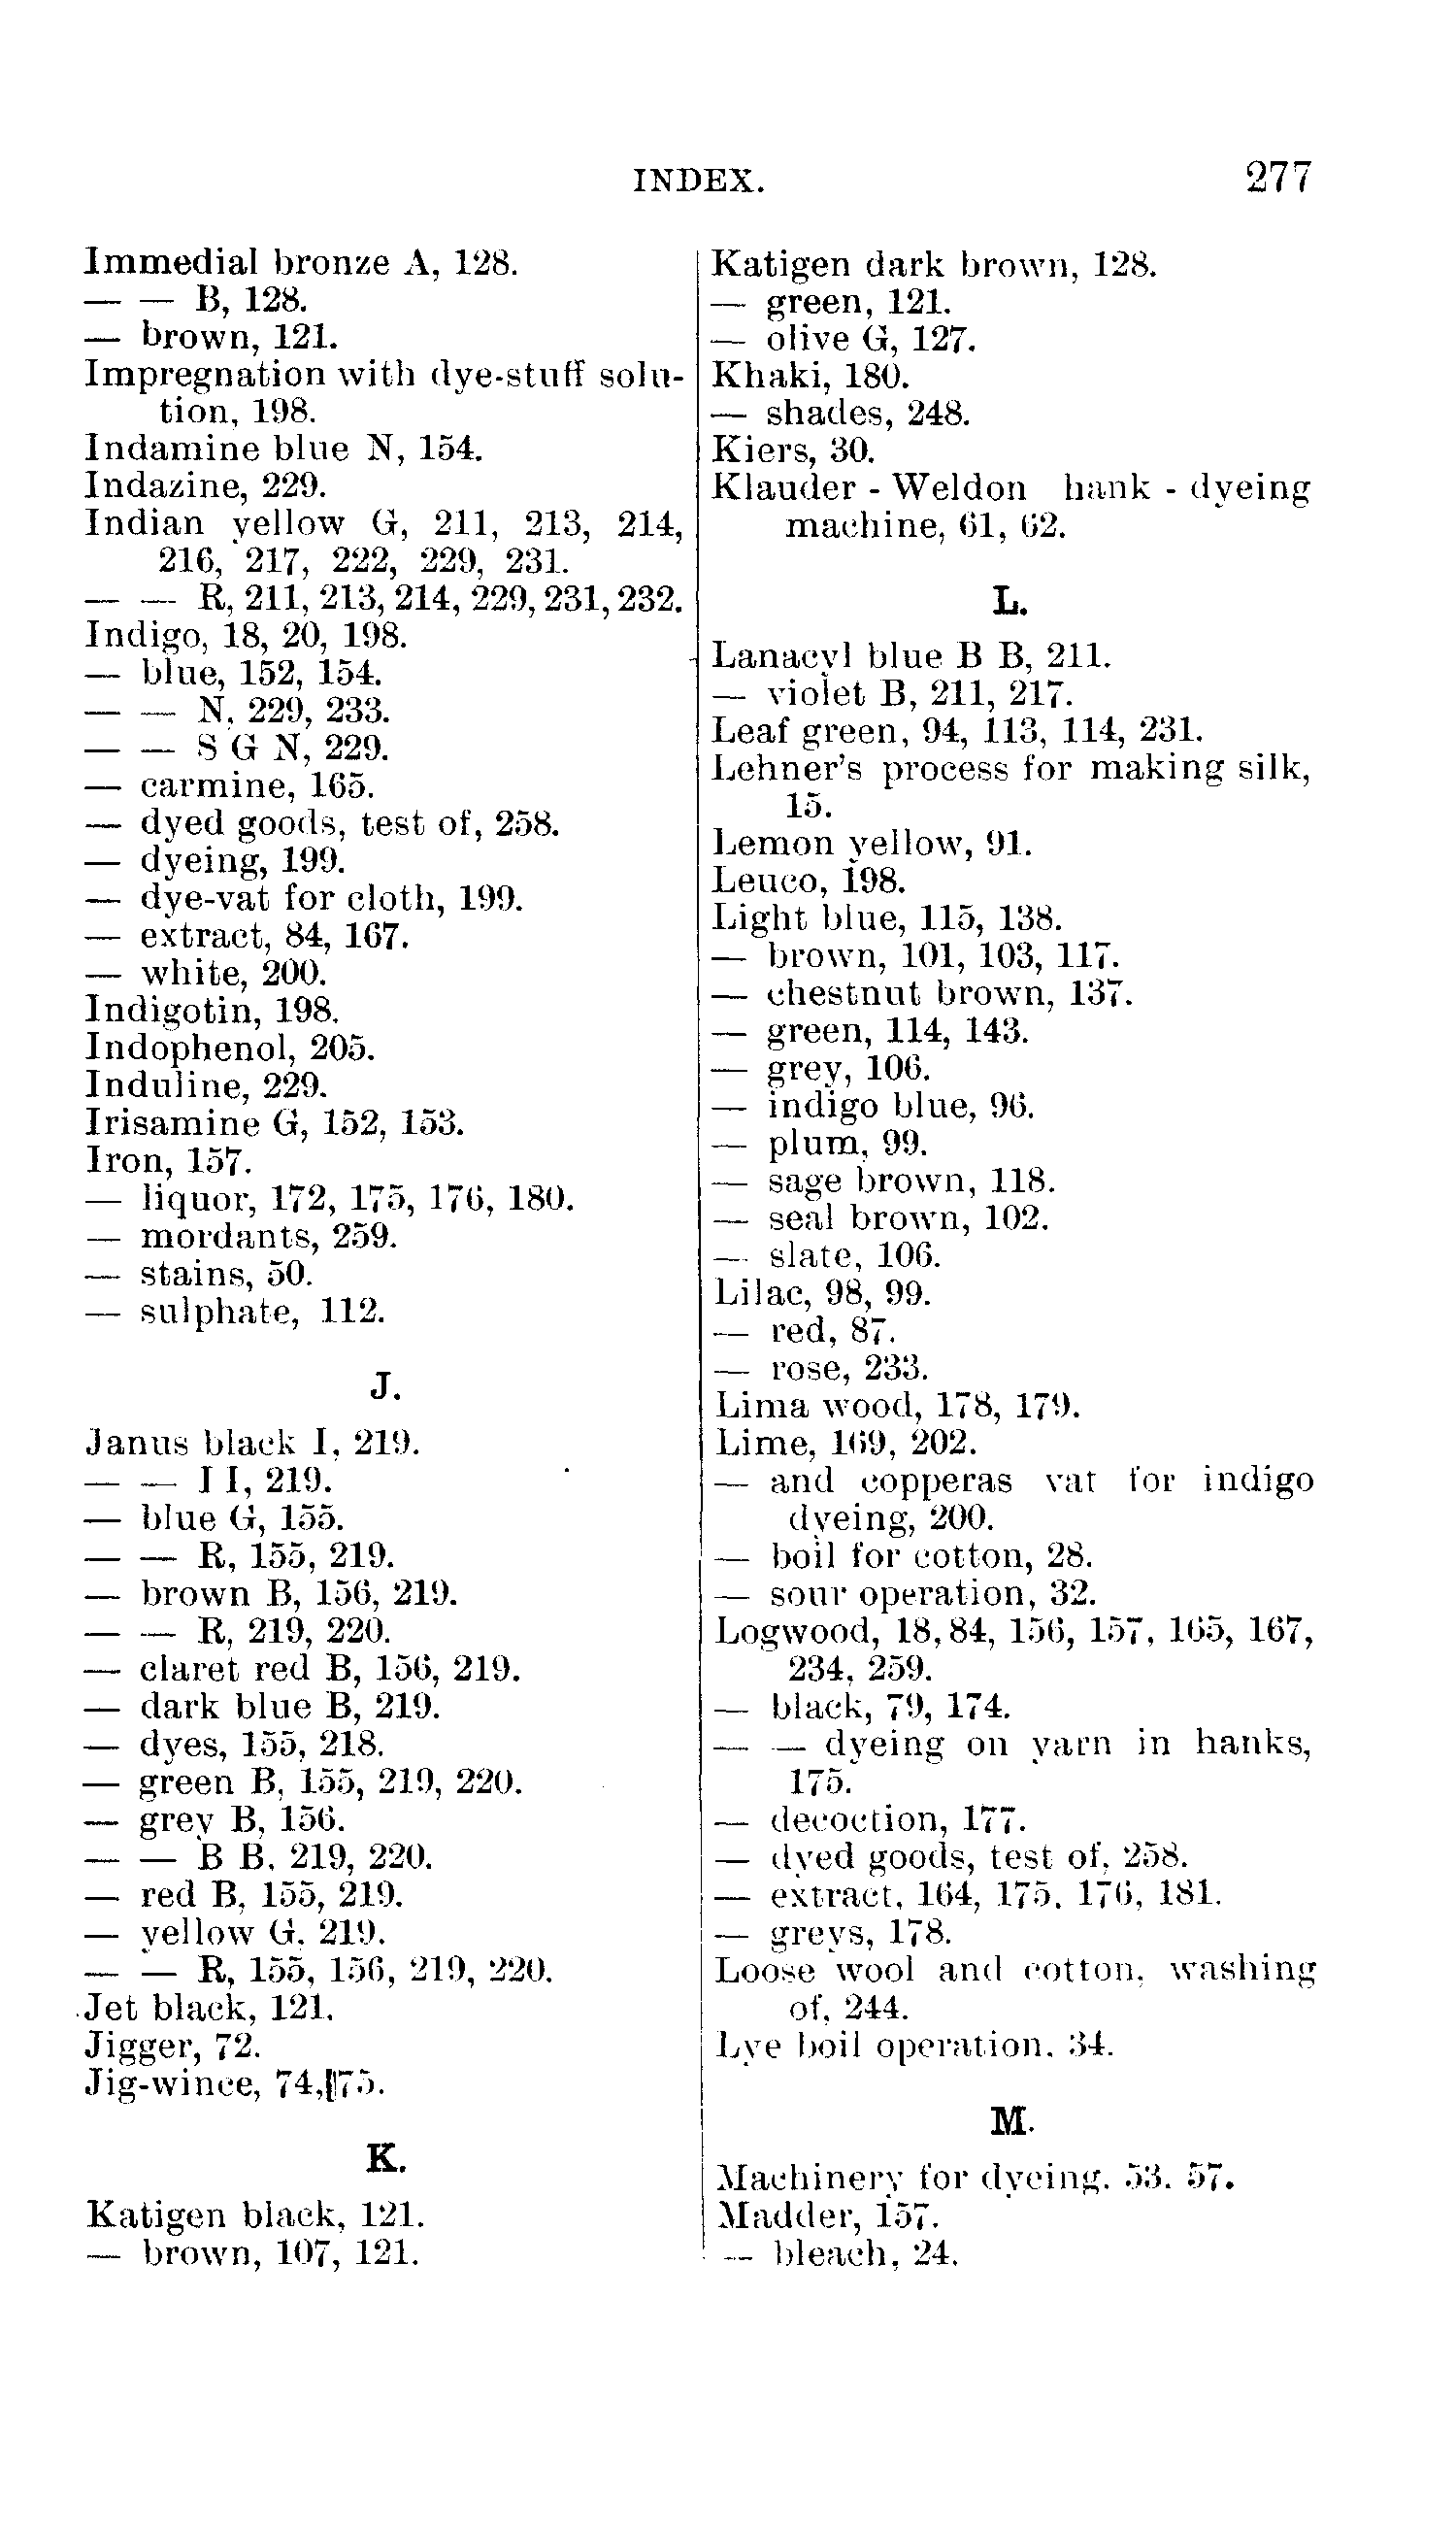 INDEX. 277
Immedial bronze A, 128.
— — B, 128.
— brown, 121.
Impregnation with dye-stuff solu-
tion, 198.
Indamine blue N, 154.
Indazine, 229.
Indian yellow G, 211, 213, 214,
216, 217, 222, 229, 231.
— — R, 211, 213, 214, 229, 231, 232.
Indigo, 18, 20, 198.
— blue, 152, 154.
— — N, 229, 233.
— — S G N, 229.
— carmine, 165.
— dyed goods, test of, 258.
— dyeing, 199.
— dye-vat for cloth, 199.
— extract, 84, 167.
— white, 200.
Indigotin, 198.
Indophenol, 205.
Induline, 229.
Irisamine G, 152, 153.
Iron, 157.
— liquor, 172, 175, 176, 180.
— mordants, 259.
— stains, 50.
— sulphate, 112.
J.
Janus black I, 219.
— — I I, 219.
— blue G, 155.
— — R, 155, 219.
— brown B, 156, 219.
— — R, 219, 220.
— claret red B, 156, 219.
— dark blue B, 219.
— dyes, 155, 218.
— green B, 155, 219, 220.
— grey B, 156.
— — B B, 219, 220.
— red B, 155, 219.
— yellow G, 219.
— — R, 155, 156, 219, 220.
Jet black, 121.
Jigger, 72.
Jig-wince, 74, 75.
K.
Katigen black, 121.
— brown, 107, 121.
Katigen dark brown, 128.
— green, 121.
— olive G, 127.
Khaki, 180.
— shades, 248.
Kiers, 30.
Klauder - Weldon hank - dyeing
machine, 61, 62.
L.
Lanacyl blue B B, 211.
— violet B, 211, 217.
Leaf green, 94, 113, 114, 231.
Lehner's process for making silk,
15.
Lemon yellow, 91.
Leuco, 198.
Light blue, 115, 138.
— brown, 101, 103, 117.
— chestnut brown, 137.
— green, 114, 143.
— grey, 106.
— indigo blue, 96.
— plum, 99.
— sage brown, 118.
— seal brown, 102.
— slate, 106.
Lilac, 98, 99.
— red, 87.
— rose, 233.
Lima wood, 178, 179.
Lime, 169, 202.
— and copperas vat for indigo
dyeing, 200.
— boil for cotton, 28.
— sour operation, 32.
Logwood, 18, 84, 156, 157, 165, 167,
234, 259.
— black, 79, 174.
— — dyeing on yarn in hanks,
175.
— decoction, 177.
— dyed goods, test of, 258.
— extract, 164, 175, 176, 181.
— greys, 178.
Loose wool and cotton, washing
of, 244.
Lye boil operation, 34.
M.
Machinery for dyeing. 53. 57.
Madder, 157.
— bleach, 24.